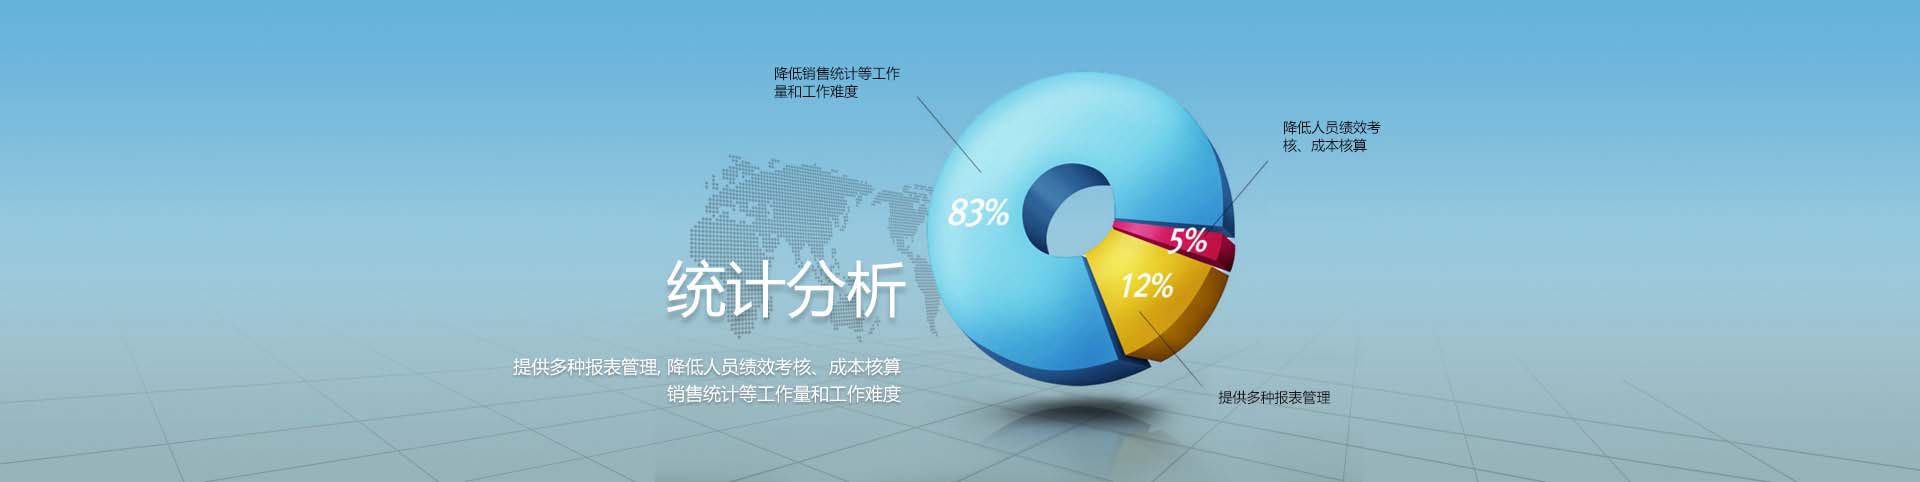 降低销售统计等工作
量和工作难度
降低人员绩效考
核、成本核算
83%
5%
12%
统计分析
提供多种报表管理, 降低人员绩效考核、成本核算
销售统计等工作量和工作难度
提供多种报表管理